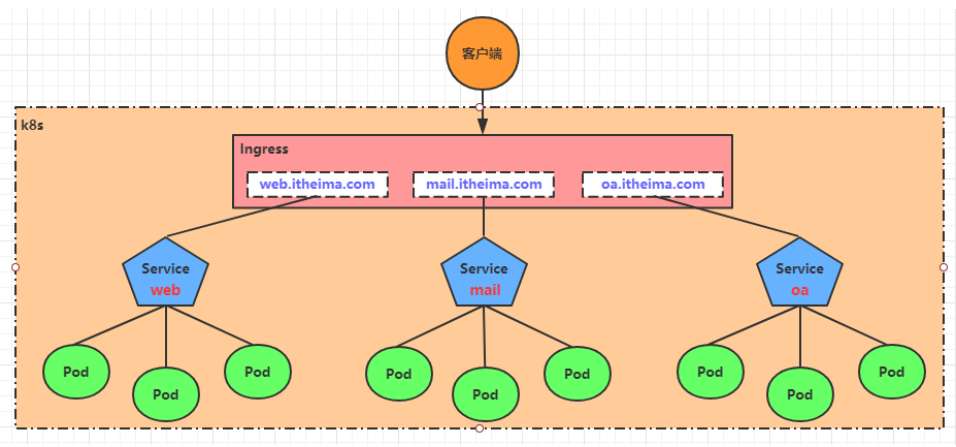 客户端
k8s
Ingress
web.itheima.com
mail.itheima.com
oa.itheima.com
Service
web
Service
mail
Service
oa
Pod
Pod
Pod
Pod
Pod
Pod
Pod
Pod
Pod